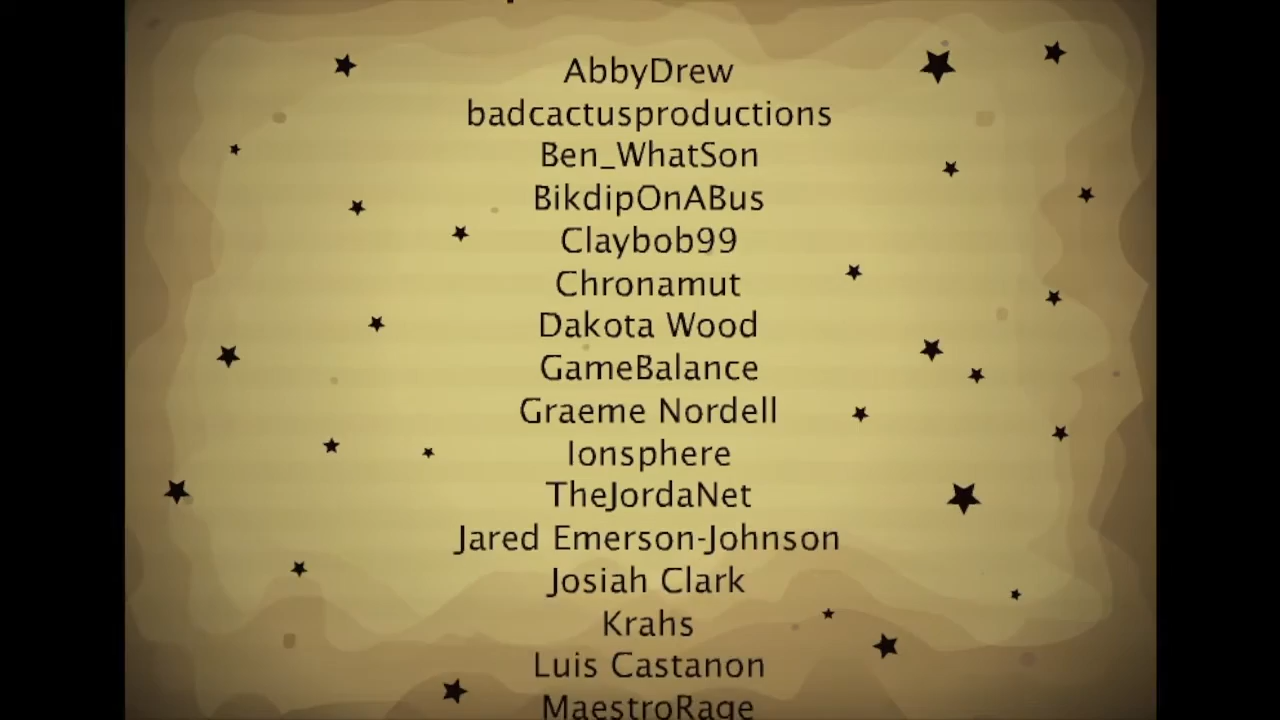 AbbyDrew
badcactusproductions
Ben_WhatSon
BikdipOnABus
Claybob99
Chronamut
Dakota Wood
GameBalance
Graeme Nordell
Ionsphere
TheJordaNet
Jared Emerson-Johnson
Josiah Clark
Krahs
Luis Castanon
MaestroRage